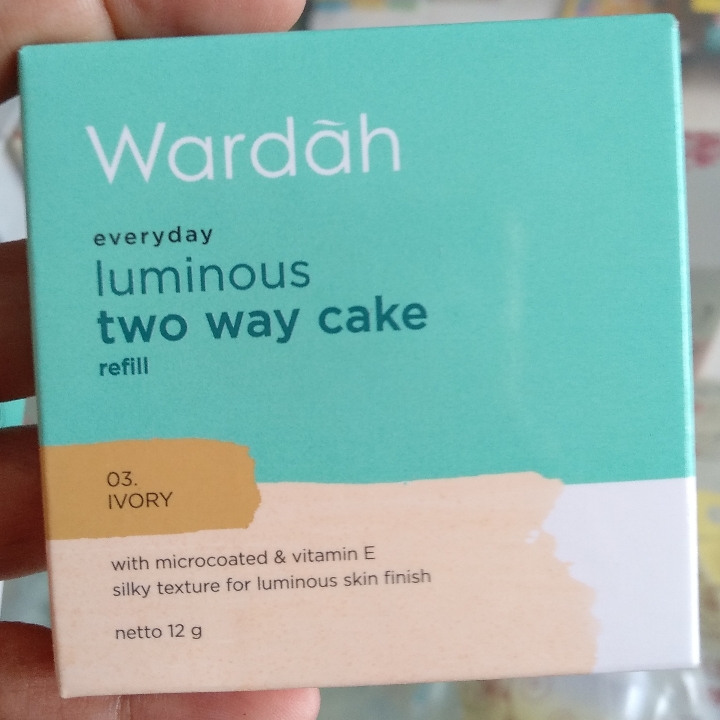 Wardãh
everyday
luminous
two way cake
refill
03.
IVORY
with microcoated & vitamin E
silky texture for luminous skin finish
netto 12 g